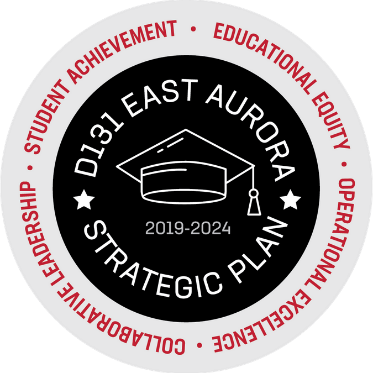 STUDENT ACHIEVEMENT • EDUCATIONAL EQUITY • OPERATIONAL EXCELLENCE • COLLABORATIVE LEADERSHIP •
D131 EAST AURORA
2019-2024
STRATEGIC PLAN